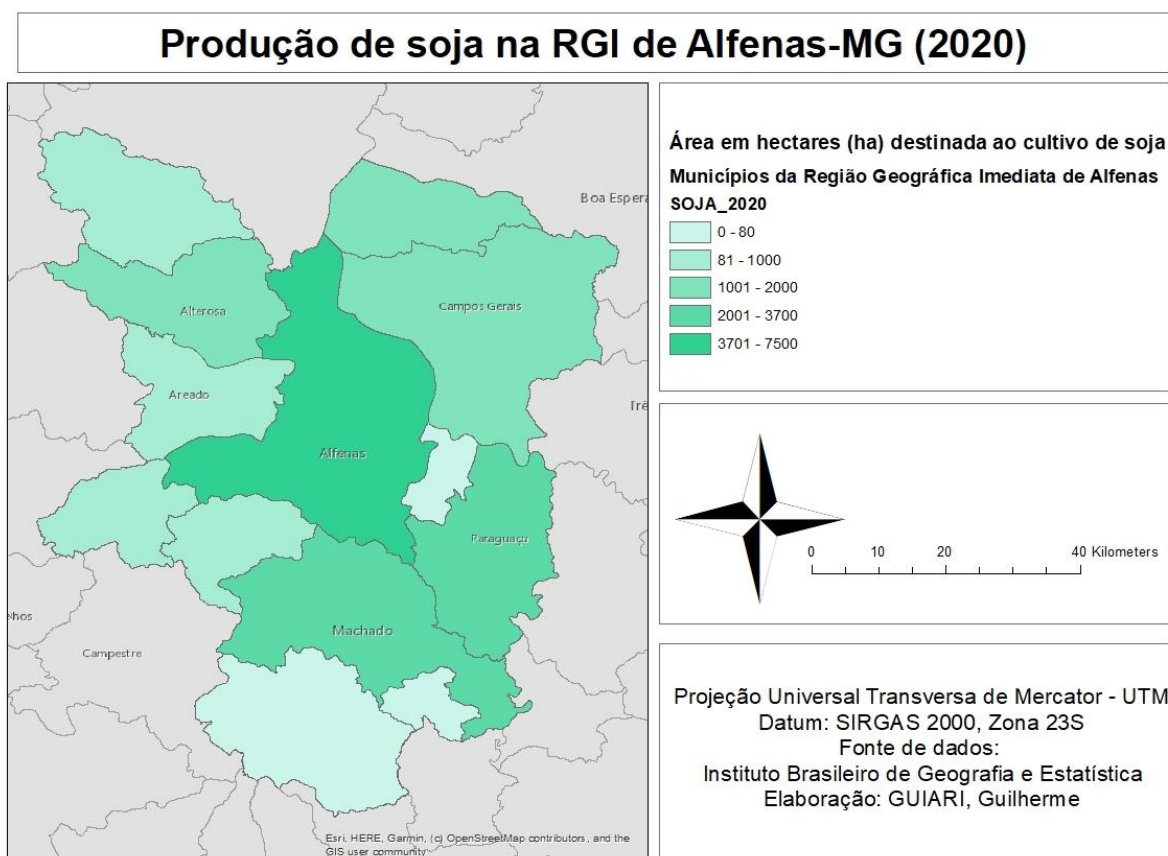 Produção de soja na RGI de Alfenas-MG (2020)
Boa Espera
Alterosa
Campos Gerais
Areado
Trê
Alfenas
Paraguaçu
Machado
lhos
Campestre
Esri, HERE, Garmin, (c) OpenStreetMap contributors, and the
GIS user community
Área em hectares (ha) destinada ao cultivo de soja
Municípios da Região Geográfica Imediata de Alfenas
SOJA_2020
0 - 80
81 - 1000
1001 - 2000
2001 - 3700
3701 - 7500
0 10 20 40 Kilometers
Projeção Universal Transversa de Mercator - UTM
Datum: SIRGAS 2000, Zona 23S
Fonte de dados:
Instituto Brasileiro de Geografia e Estatística
Elaboração: GUIARI, Guilherme